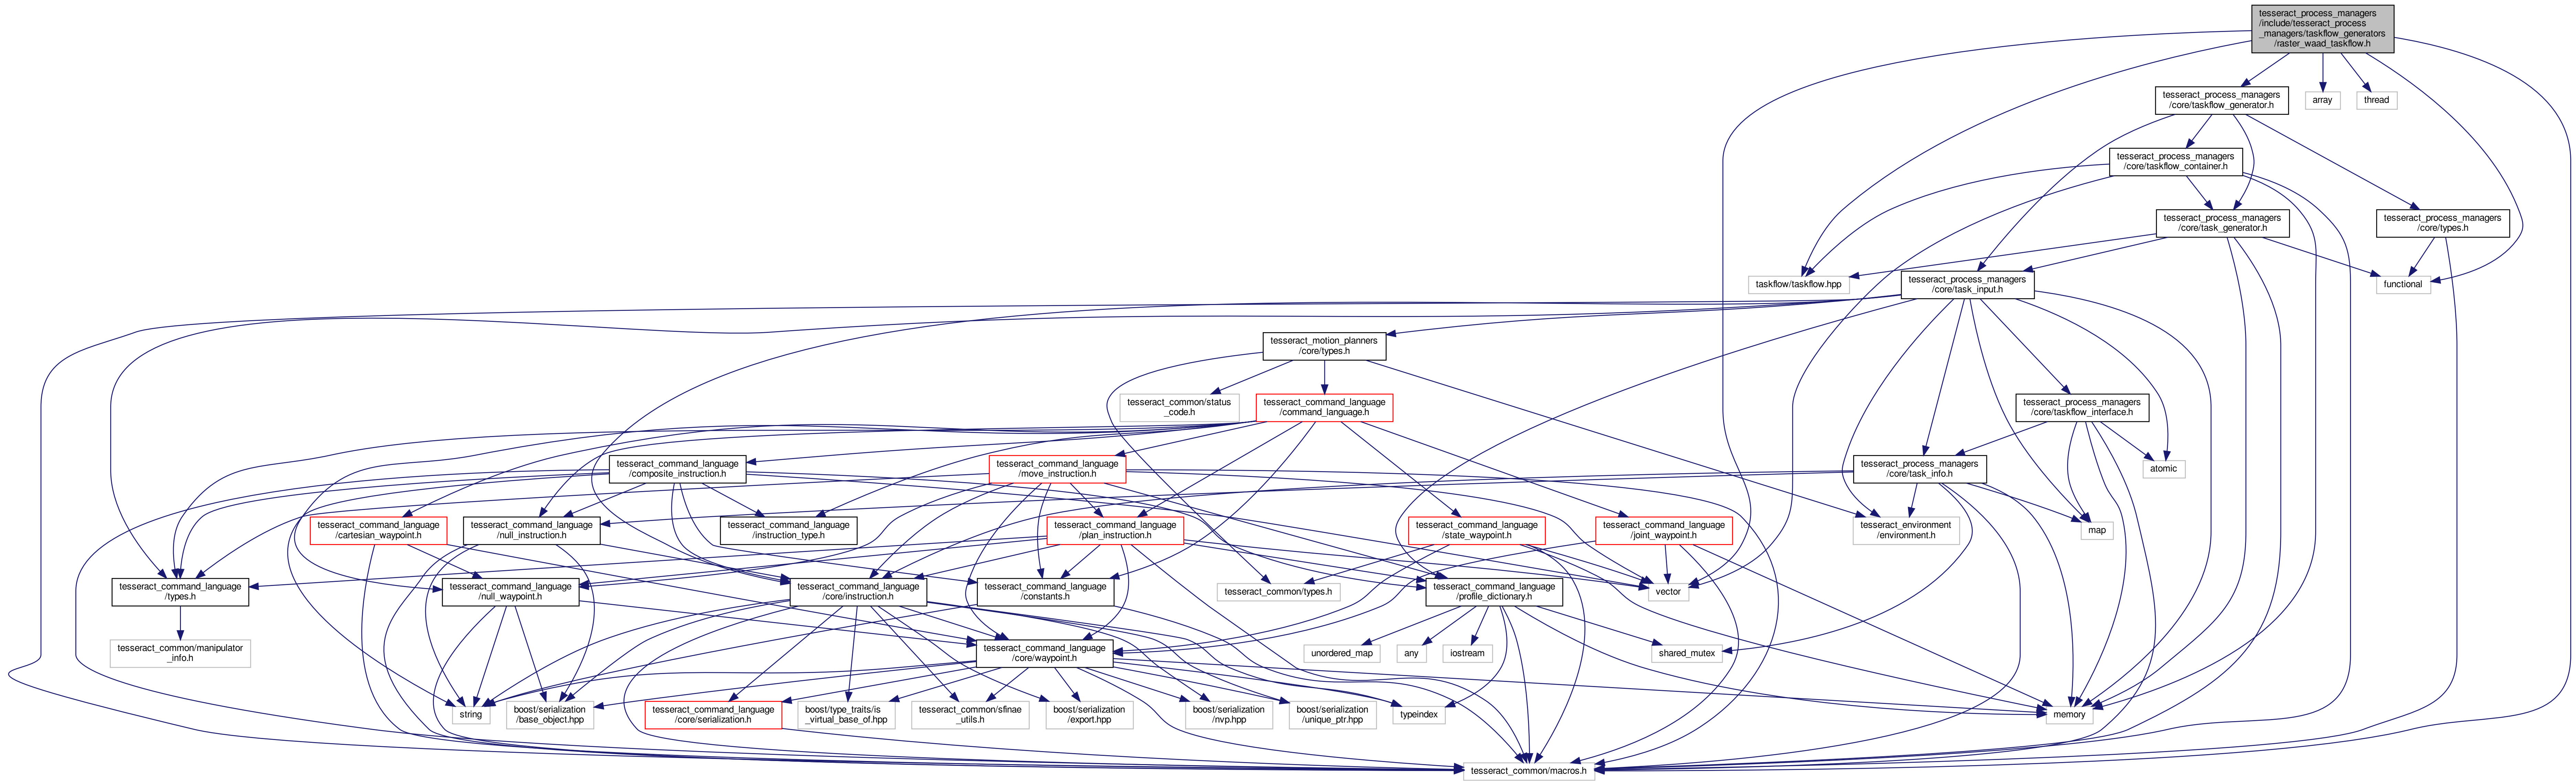 tesseract_process_managers
/include/tesseract_process
_managers/taskflow_generators
/raster_waad_taskflow.h
tesseract_process_managers
/core/taskflow_generator.h
array
thread
tesseract_process_managers
/core/taskflow_container.h
tesseract_process_managers
/core/task_generator.h
tesseract_process_managers
/core/types.h
taskflow/taskflow.hpp
tesseract_process_managers
/core/task_input.h
functional
tesseract_motion_planners
/core/types.h
tesseract_common/status
_code.h
tesseract_command_language
/command_language.h
tesseract_process_managers
/core/taskflow_interface.h
tesseract_command_language
/composite_instruction.h
tesseract_command_language
/move_instruction.h
tesseract_process_managers
/core/task_info.h
atomic
tesseract_command_language
/cartesian_waypoint.h
tesseract_command_language
/null_instruction.h
tesseract_command_language
/instruction_type.h
tesseract_command_language
/plan_instruction.h
tesseract_command_language
/state_waypoint.h
tesseract_command_language
/joint_waypoint.h
tesseract_environment
/environment.h
map
tesseract_command_language
/types.h
tesseract_command_language
/null_waypoint.h
tesseract_command_language
/core/instruction.h
tesseract_command_language
/constants.h
tesseract_common/types.h
tesseract_command_language
/profile_dictionary.h
vector
tesseract_common/manipulator
_info.h
tesseract_command_language
/core/waypoint.h
unordered_map
any
iostream
shared_mutex
string
boost/serialization
/base_object.hpp
tesseract_command_language
/core/serialization.h
boost/type_traits/is
_virtual_base_of.hpp
tesseract_common/sfinae
_utils.h
boost/serialization
/export.hpp
boost/serialization
/nvp.hpp
boost/serialization
/unique_ptr.hpp
typeindex
memory
tesseract_common/macros.h